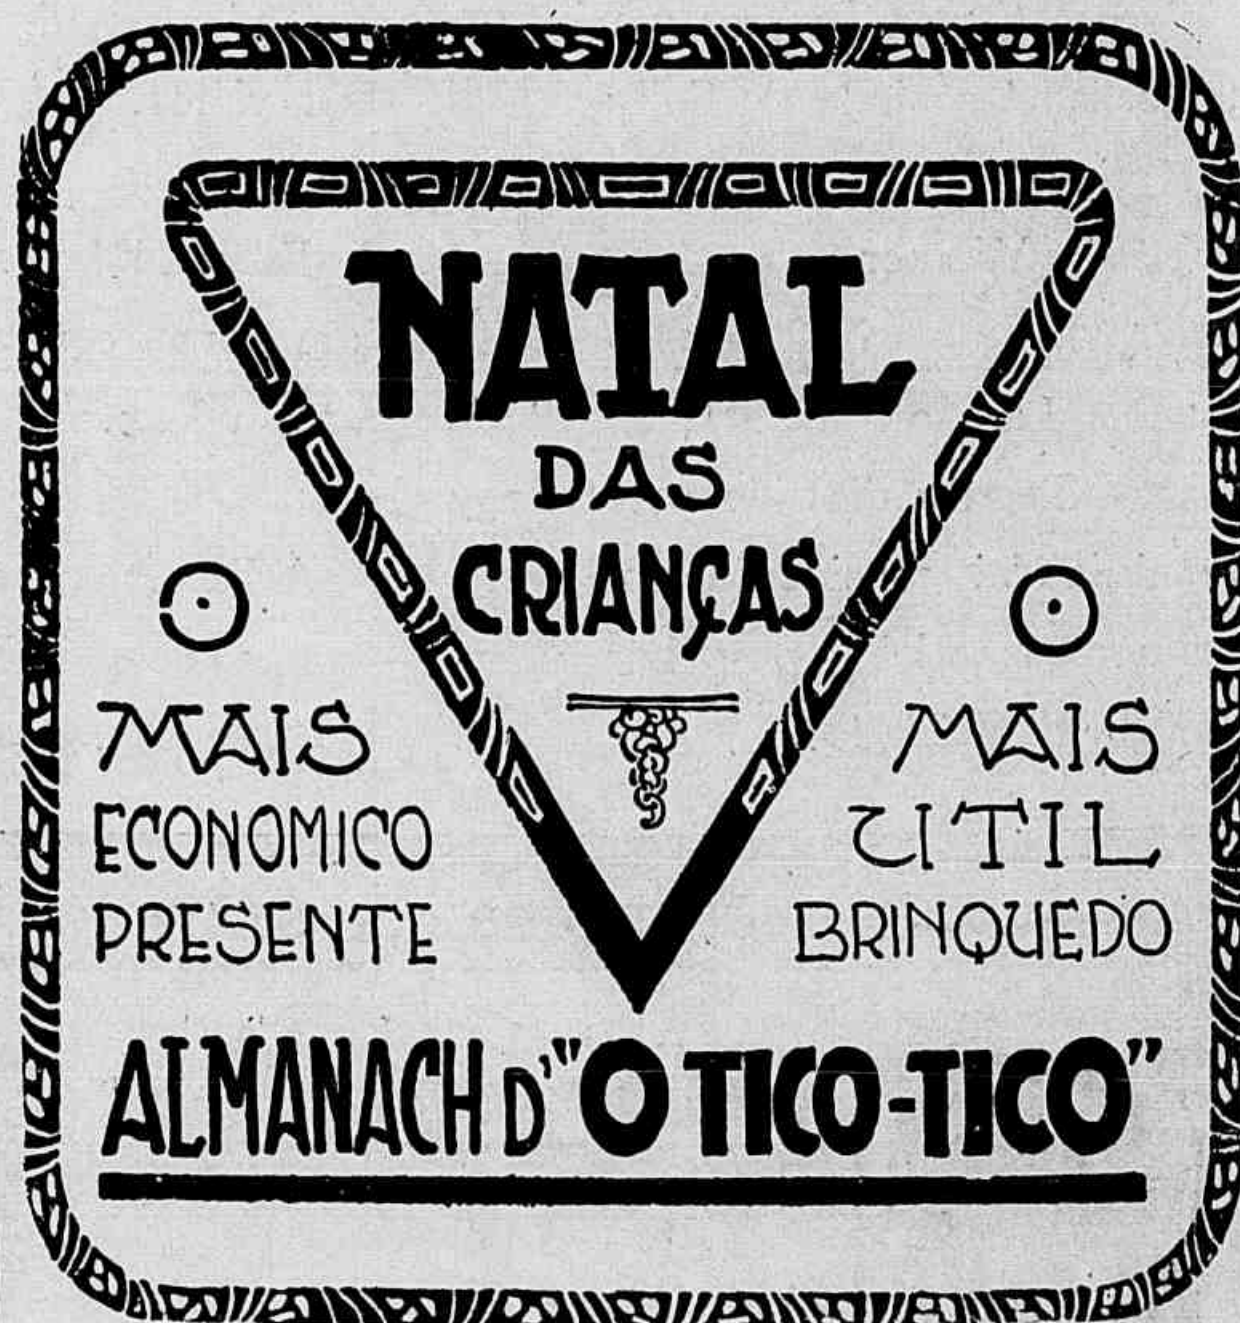 NATAL
DAS
CRIANÇAS
O
MAIS
ECONOMICO
PRESENTE
O
MAIS
UTIL
BRINQUEDO
ALMANACH D'"O TICO-TICO"